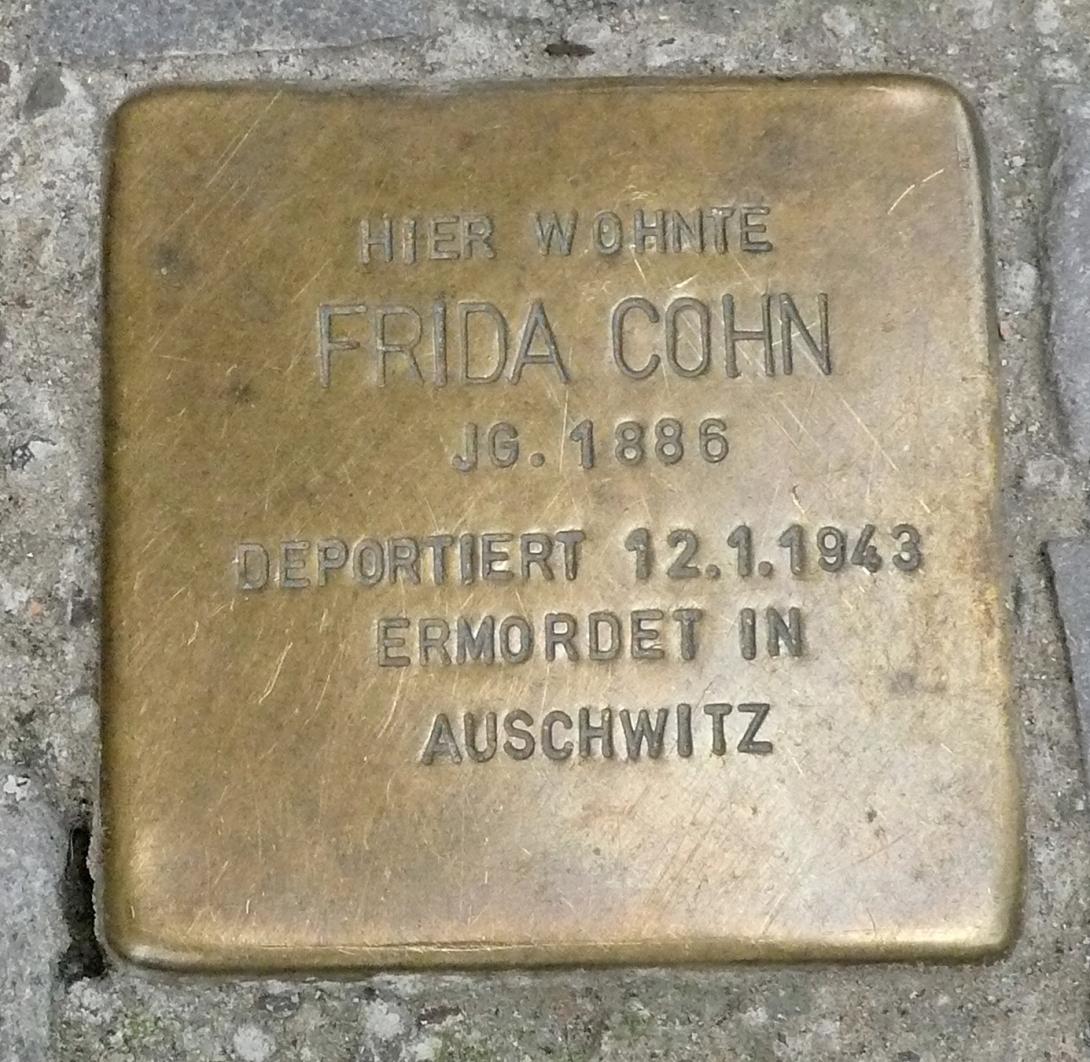 HIER WOHNTE
FRIDA COHN
JG. 1886
DEPORTIERT 12.1.1943
ERMORDET IN
AUSCHWITZ